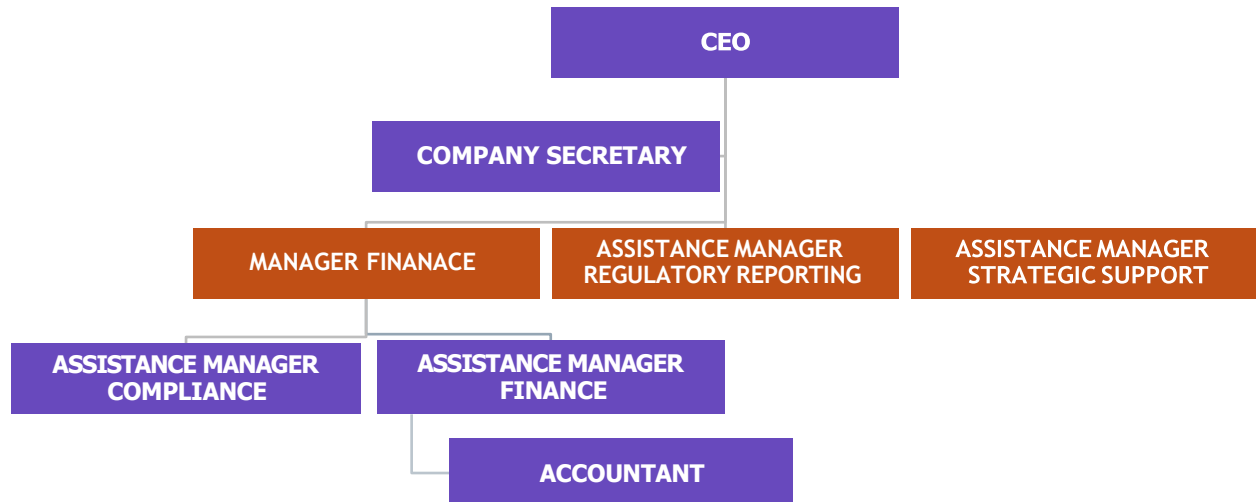 CEO
COMPANY SECRETARY
MANAGER FINANACE
ASSISTANCE MANAGER
REGULATORY REPORTING
ASSISTANCE MANAGER
STRATEGIC SUPPORT
ASSISTANCE MANAGER
COMPLIANCE
ASSISTANCE MANAGER
FINANCE
ACCOUNTANT